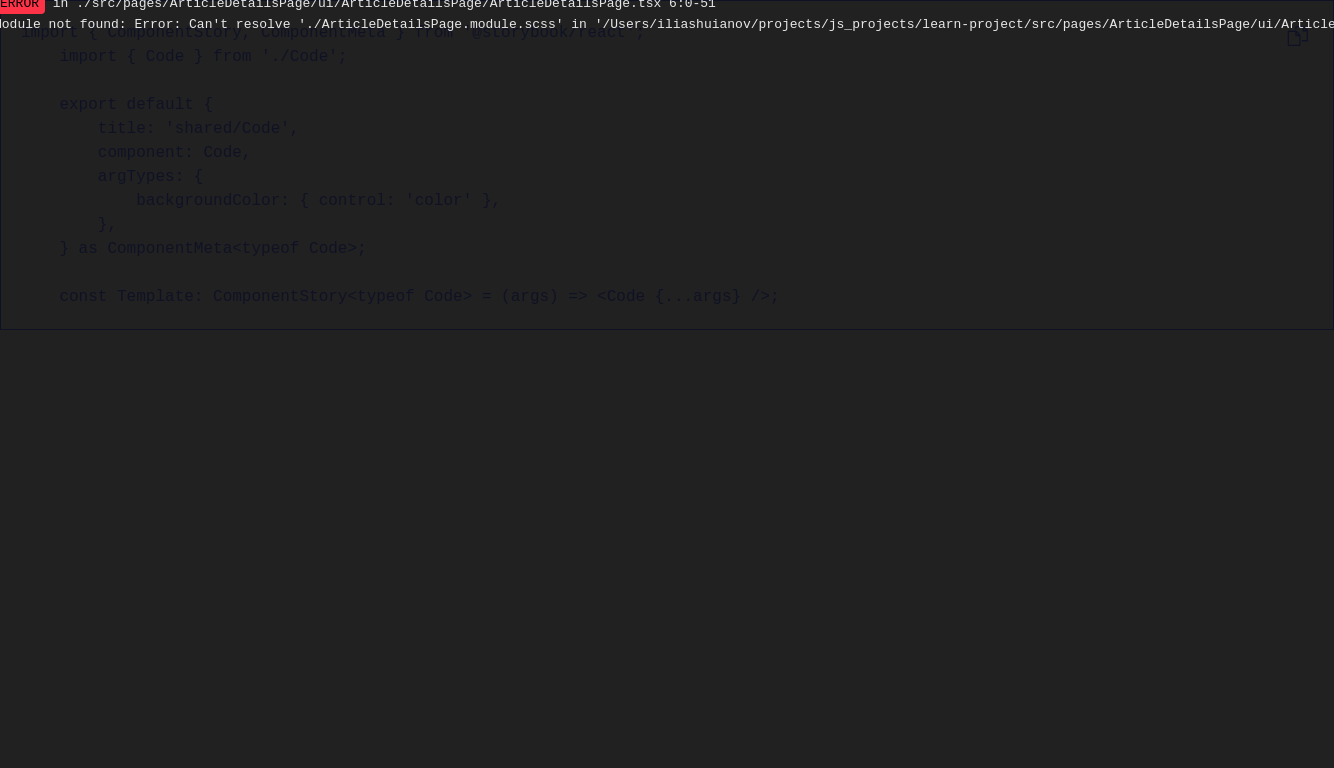 ERROR in ./src/pages/ArticleDetailsPage/ui/ArticleDetailsPage/ArticleDetailsPage.tsx 6:0-51
odule not found: Error: Can't resolve './ArticleDetailsPage.module.scss' in '/Users/iliashuianov/projects/js_projects/learn-project/src/pages/ArticleDetailsPage/ui/Article
import { ComponentStory, ComponentMeta } from '@storybook/react';
import { Code } from './Code';
export default {
title: 'shared/Code',
component: Code,
argTypes: {
backgroundColor: { control: 'color' },
},
} as ComponentMeta<typeof Code>;
const Template: ComponentStory<typeof Code> = (args) => <Code {...args} />;